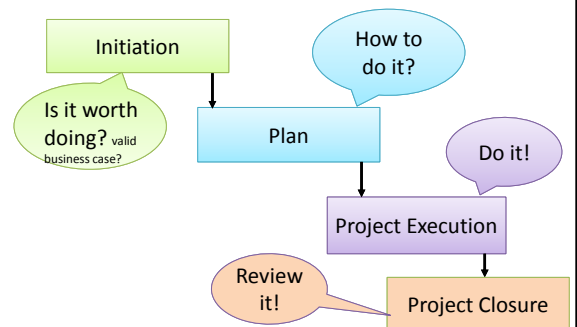 Initiation
How to
do it?
Is it worth
doing? valid
business case?
Plan
Do it!
Project Execution
Review
it!
Project Closure